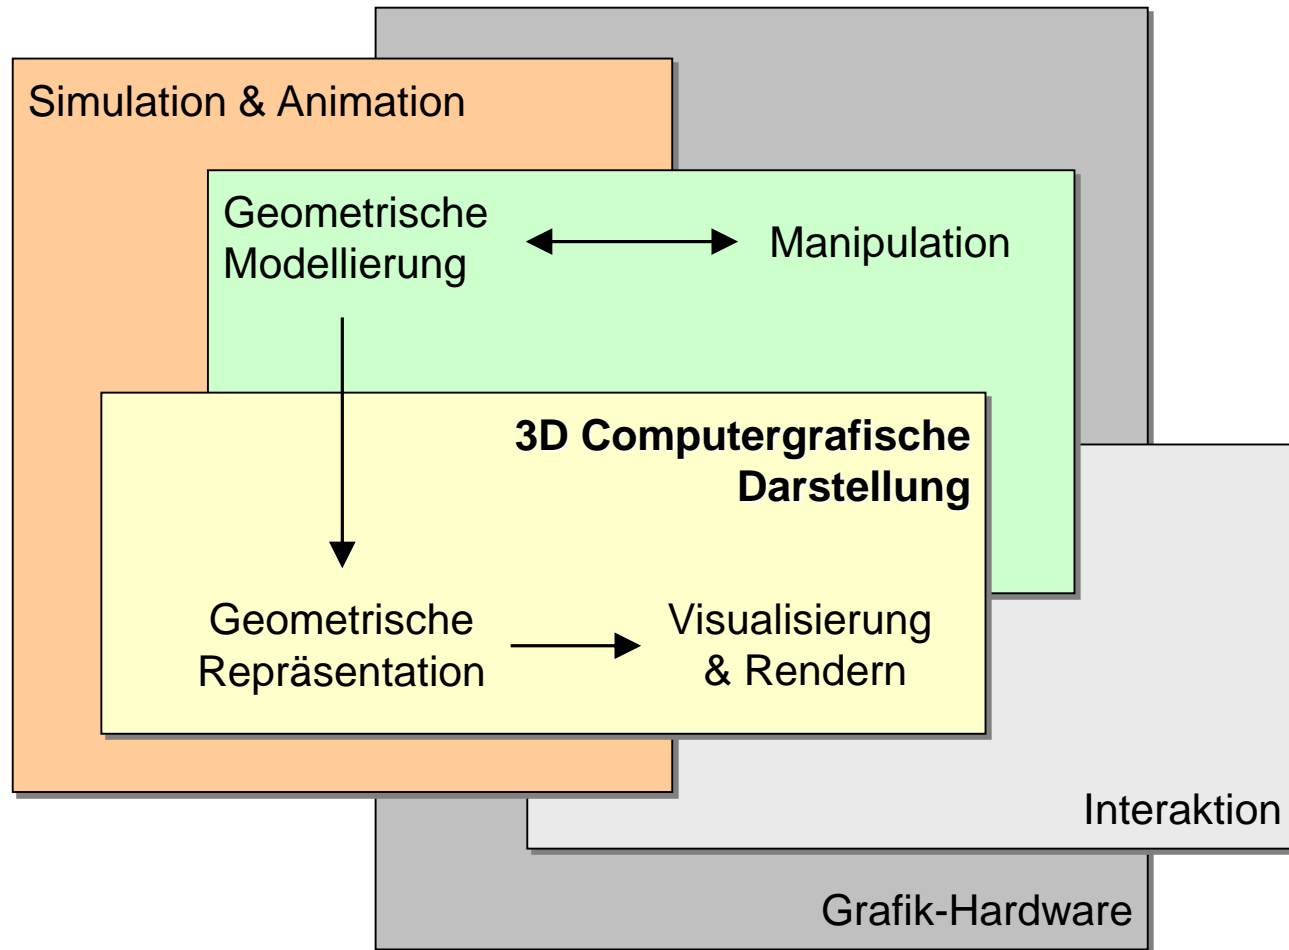 Simulation & Animation
Geometrische
Modellierung
Manipulation
3D Computergrafische
Darstellung
Geometrische
Repräsentation
Visualisierung
& Rendern
Interaktion
Grafik-Hardware